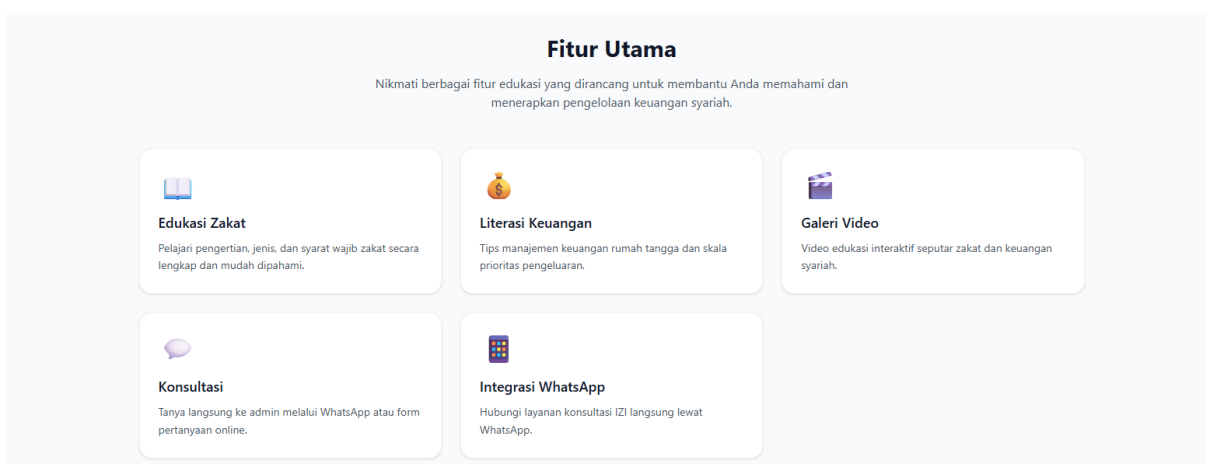 Fitur Utama
Nikmati berbagai fitur edukasi yang dirancang untuk membantu Anda memahami dan
menerapkan pengelolaan keuangan syariah.
Edukasi Zakat
Pelajari pengertian, jenis, dan syarat wajib zakat secara
lengkap dan mudah dipahami.
Literasi Keuangan
Tips manajemen keuangan rumah tangga dan skala
prioritas pengeluaran.
Galeri Video
Video edukasi interaktif seputar zakat dan keuangan
syariah.
Konsultasi
Tanya langsung ke admin melalui WhatsApp atau form
pertanyaan online.
Integrasi WhatsApp
Hubungi layanan konsultasi IZI langsung lewat
WhatsApp.